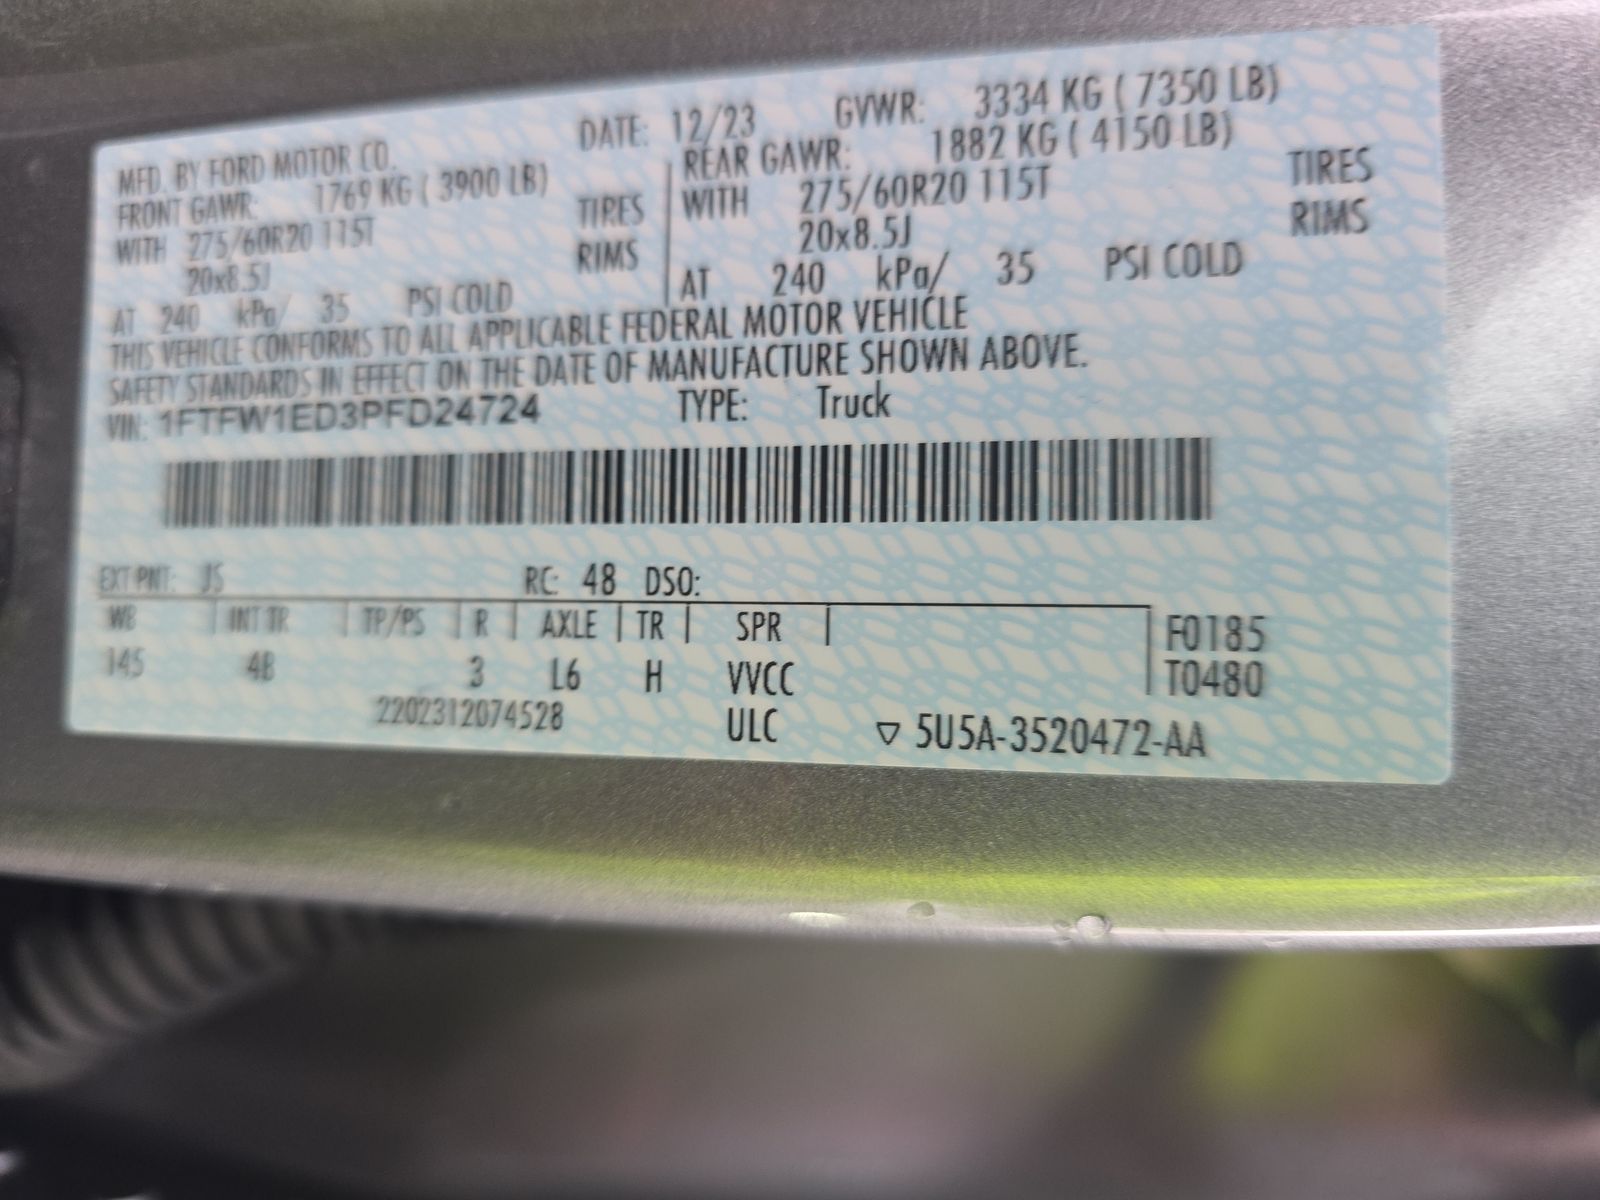 MFD. BY FORD MOTOR CO. DATE: 12/23 GVWR: 3334 KG ( 7350 LB)
FRONT GAWR: 1769 KG ( 3900 LB) REAR GAWR: 1882 KG ( 4150 LB)
WITH 275/60R20 115T TIRES WITH 275/60R20 115T TIRES
20x8.5J RIMS 20x8.5J RIMS
AT 240 kPa/ 35 PSI COLD AT 240 kPa/ 35 PSI COLD
THIS VEHICLE CONFORMS TO ALL APPLICABLE FEDERAL MOTOR VEHICLE
SAFETY STANDARDS IN EFFECT ON THE DATE OF MANUFACTURE SHOWN ABOVE.
VIN: 1FTFW1ED3PFD24724 TYPE: Truck
EXT PNT: JS RC: 48 DSO:
WB | INT TR | TP/PS | R | AXLE | TR | SPR | F0185
145 4B 3 L6 H VVCC T0480
2202312074528 ULC ▽ 5U5A-3520472-AA